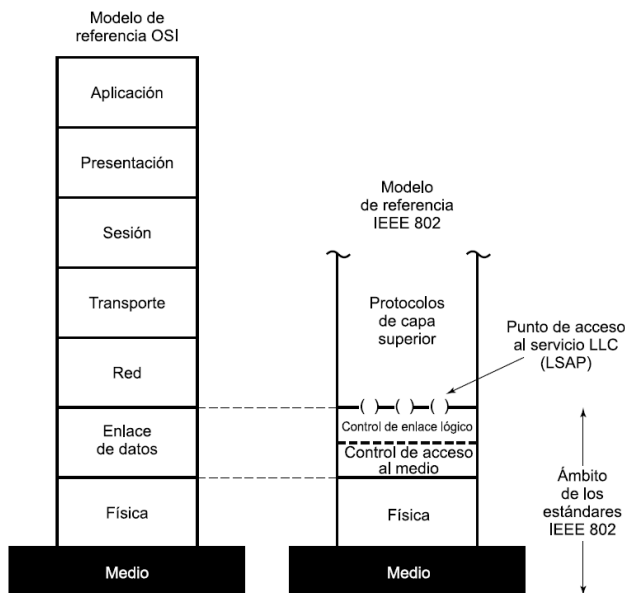 Modelo de
referencia OSI
Aplicación
Presentación
Sesión
Transporte
Red
Enlace
de datos
Física
Medio
Modelo
de referencia
IEEE 802
Protocolos
de capa
superior
Punto de acceso
al servicio LLC
(LSAP)
Control de enlace lógico
Control de acceso
al medio
Física
Medio
Ámbito
de los
estándares
IEEE 802